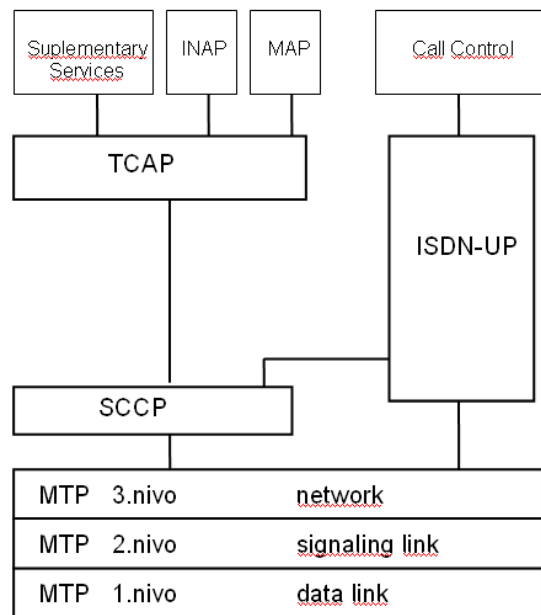 Suplementary
Services
INAP
MAP
Call Control
TCAP
ISDN-UP
SCCP
MTP 3.nivo network
MTP 2.nivo signaling link
MTP 1.nivo data link